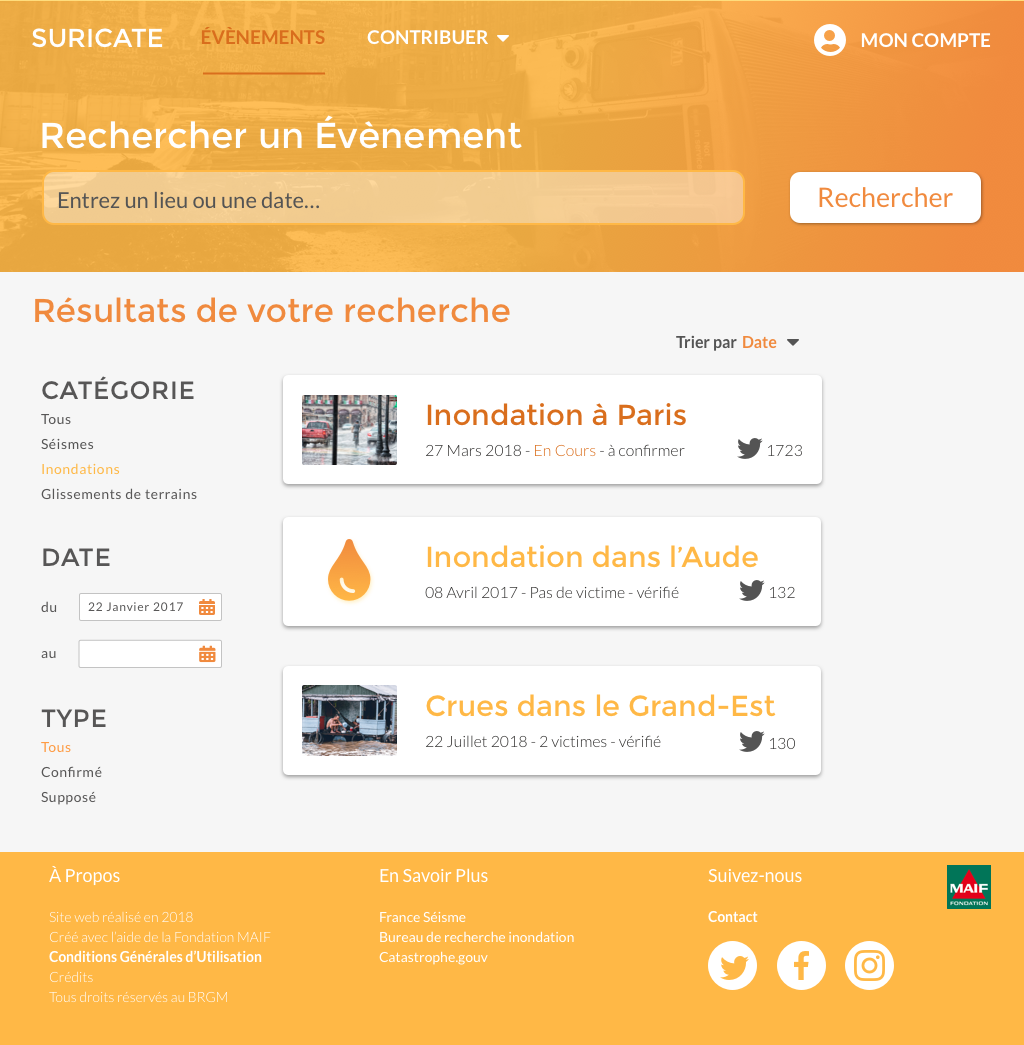 SURICATE
ÉVÈNEMENTS
CONTRIBUER
MON COMPTE
Rechercher un Évènement
Entrez un lieu ou une date...
Rechercher
Résultats de votre recherche
Trier par Date
CATÉGORIE
Tous
Séismes
Inondations
Glissements de terrains
DATE
du 22 Janvier 2017
au
TYPE
Tous
Confirmé
Supposé
Inondation à Paris
27 Mars 2018 - En Cours - à confirmer
1723
Inondation dans l’Aude
08 Avril 2017 - Pas de victime - vérifié
132
Crues dans le Grand-Est
22 Juillet 2018 - 2 victimes - vérifié
130
À Propos
Site web réalisé en 2018
Créé avec l’aide de la Fondation MAIF
Conditions Générales d’Utilisation
Crédits
Tous droits réservés au BRGM
En Savoir Plus
France Séisme
Bureau de recherche inondation
Catastrophe.gouv
Suivez-nous
Contact
MAIF
FONDATION